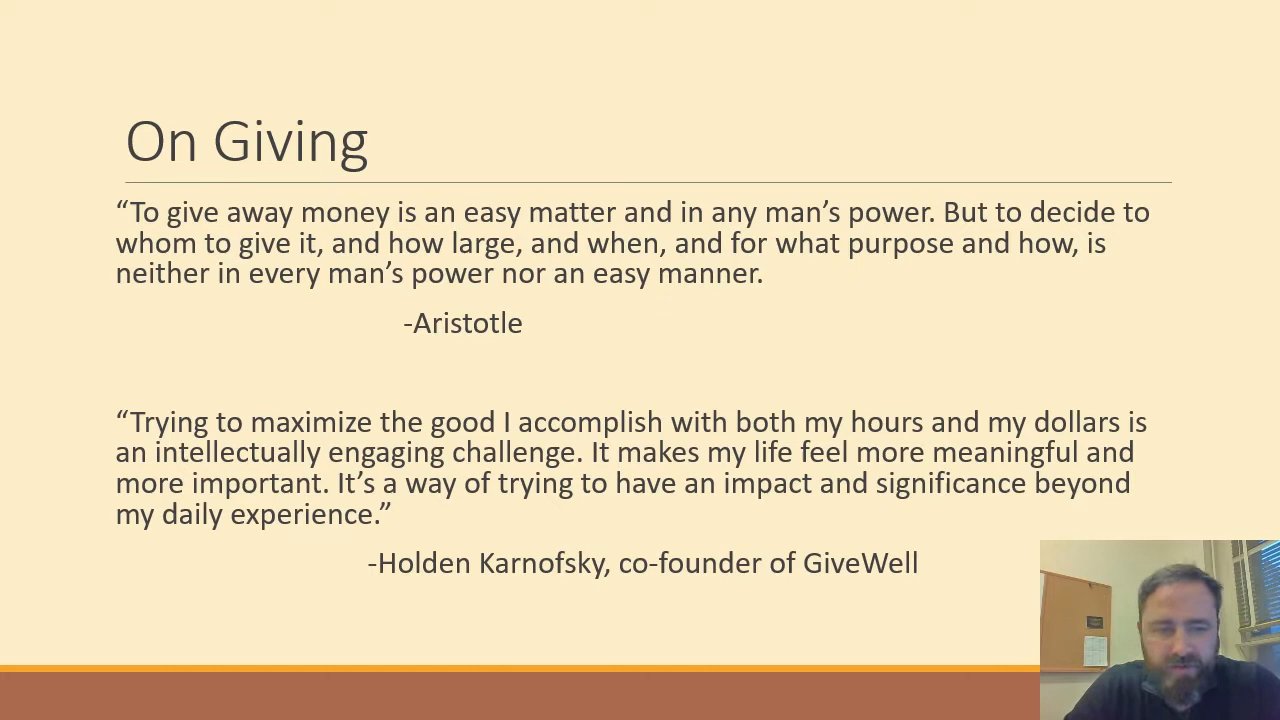 On Giving
“To give away money is an easy matter and in any man’s power. But to decide to
whom to give it, and how large, and when, and for what purpose and how, is
neither in every man’s power nor an easy manner.
-Aristotle
“Trying to maximize the good I accomplish with both my hours and my dollars is
an intellectually engaging challenge. It makes my life feel more meaningful and
more important. It’s a way of trying to have an impact and significance beyond
my daily experience.”
-Holden Karnofsky, co-founder of GiveWell